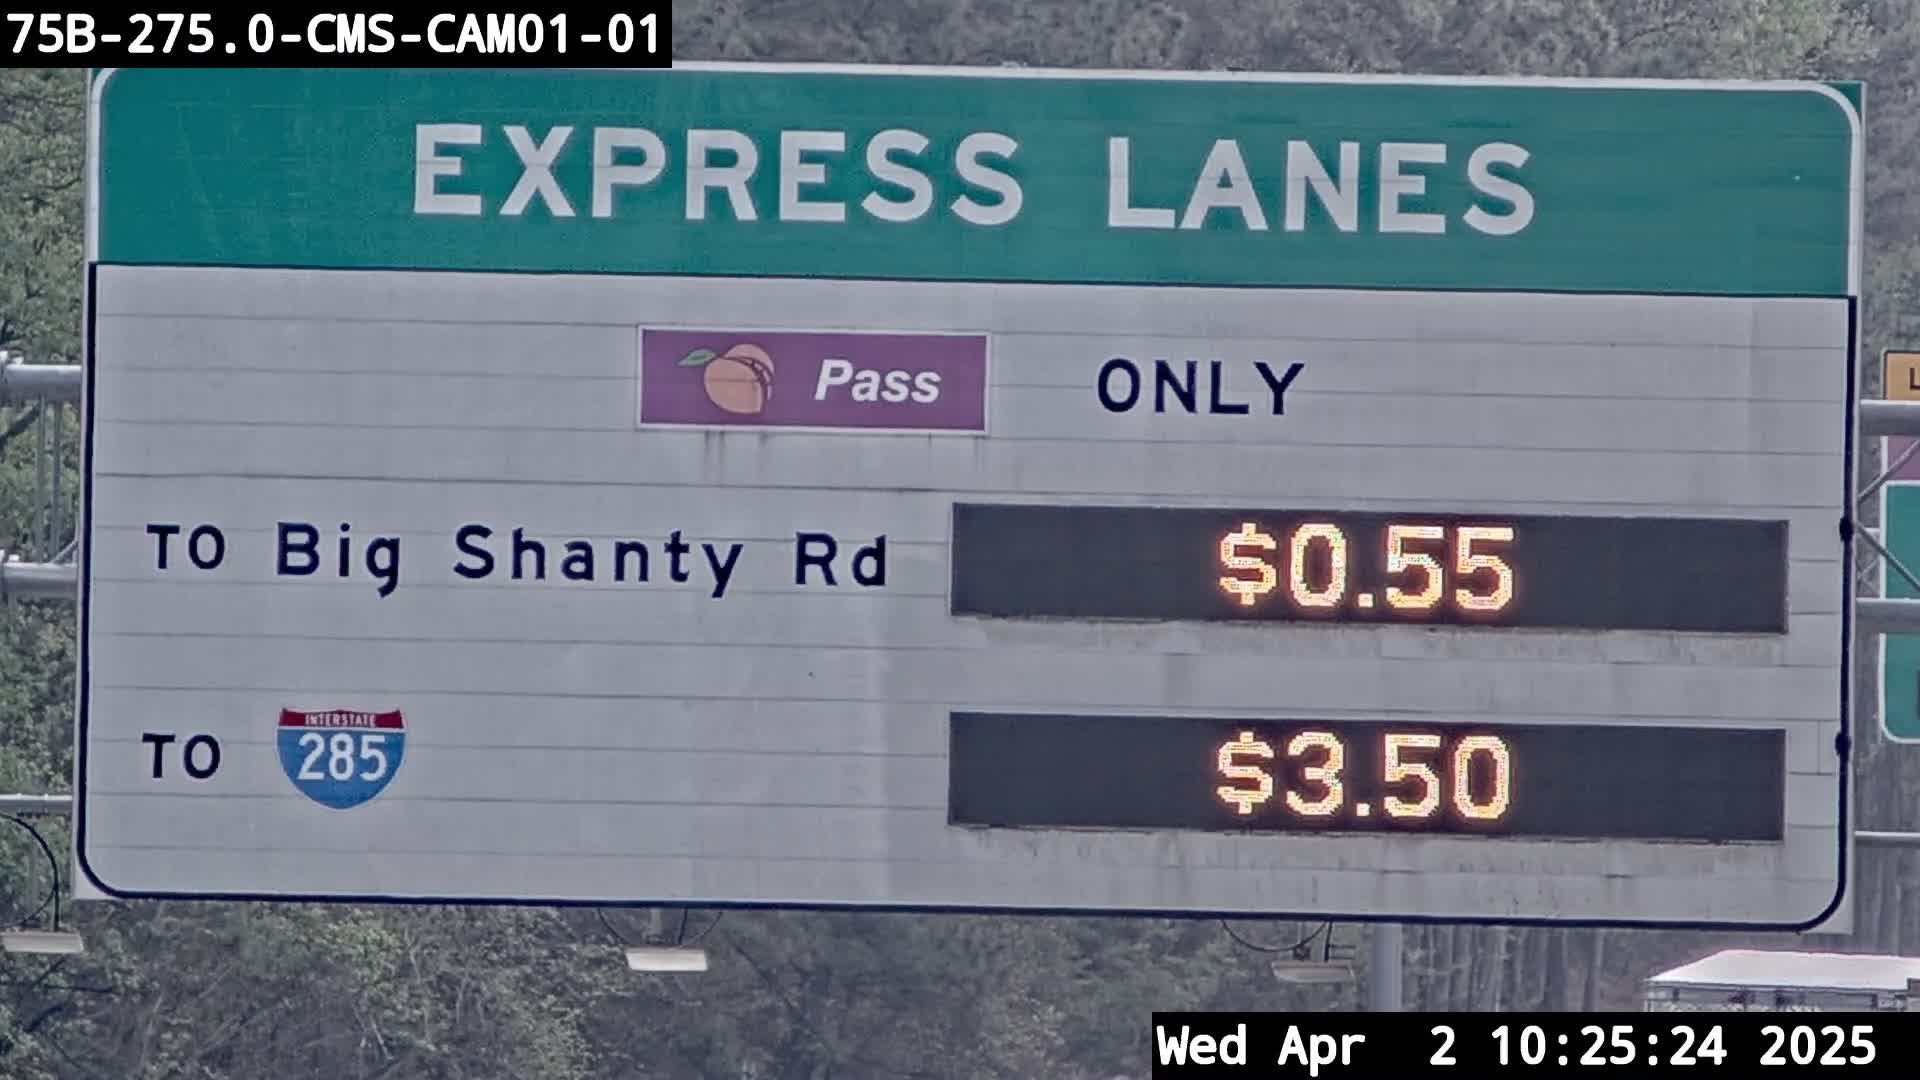 75B-275.0-CMS-CAM01-01
EXPRESS LANES
Pass ONLY
TO Big Shanty Rd $0.55
TO INTERSTATE 285 $3.50
Wed Apr 2 10:25:24 2025